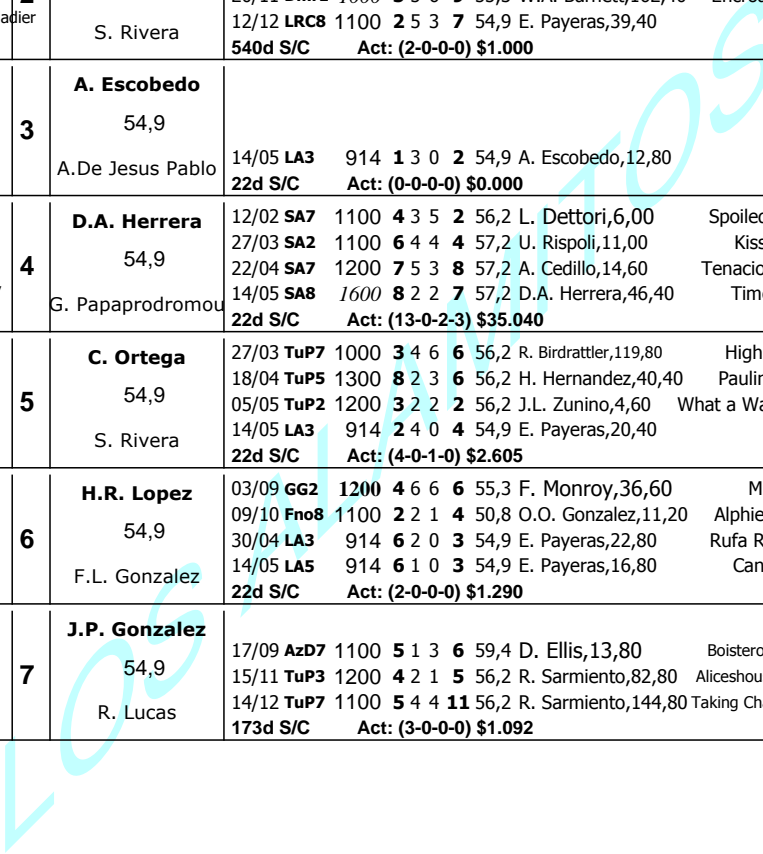 adier
S. Rivera
12/12 LRC8 1100 2 5 3 7 54,9 E. Payeras,39,40
540d S/C Act: (2-0-0-0) $1.000
3
A. Escobedo
54,9
A.De Jesus Pablo
14/05 LA3 914 1 3 0 2 54,9 A. Escobedo,12,80
22d S/C Act: (0-0-0-0) $0.000
4
D.A. Herrera
54,9
G. Papaprodromou
12/02 SA7 1100 4 3 5 2 56,2 L. Dettori,6,00 Spoiled
27/03 SA2 1100 6 4 4 4 57,2 U. Rispoli,11,00 Kiss
22/04 SA7 1200 7 5 3 8 57,2 A. Cedillo,14,60 Tenacio
14/05 SA8 1600 8 2 2 7 57,2 D.A. Herrera,46,40 Tim
22d S/C Act: (13-0-2-3) $35.040
5
C. Ortega
54,9
S. Rivera
27/03 TuP7 1000 3 4 6 6 56,2 R. Birdrattler,119,80 High
18/04 TuP5 1300 8 2 3 6 56,2 H. Hernandez,40,40 Paulin
05/05 TuP2 1200 3 2 2 2 56,2 J.L. Zunino,4,60 What a Wa
14/05 LA3 914 2 4 0 4 54,9 E. Payeras,20,40
22d S/C Act: (4-0-1-0) $2.605
6
H.R. Lopez
54,9
F.L. Gonzalez
03/09 GG2 1200 4 6 6 6 55,3 F. Monroy,36,60 M
09/10 Fno8 1100 2 2 1 4 50,8 O.O. Gonzalez,11,20 Alphie
30/04 LA3 914 6 2 0 3 54,9 E. Payeras,22,80 Rufa R
14/05 LA5 914 6 1 0 3 54,9 E. Payeras,16,80 Can
22d S/C Act: (2-0-0-0) $1.290
7
J.P. Gonzalez
54,9
R. Lucas
17/09 AzD7 1100 5 1 3 6 59,4 D. Ellis,13,80 Boistero
15/11 TuP3 1200 4 2 1 5 56,2 R. Sarmiento,82,80 Aliceshou
14/12 TuP7 1100 5 4 4 11 56,2 R. Sarmiento,144,80 Taking Cha
173d S/C Act: (3-0-0-0) $1.092
LOS ALAMITOS